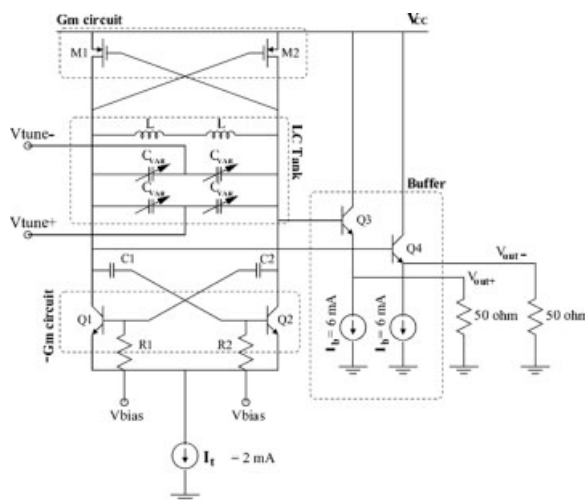 Gm circuit
VCC
M1
M2
L
L
LC Tank
Vtune-
CVAR
CVAR
CVAR
CVAR
Vtune+
Buffer
Q3
Q4
C1
C2
Vout-
Vout+
-Gm circuit
Q1
Q2
R1
R2
Ib= 6 mA
Ib= 6 mA
50 ohm
50 ohm
Vbias
Vbias
It - 2 mA